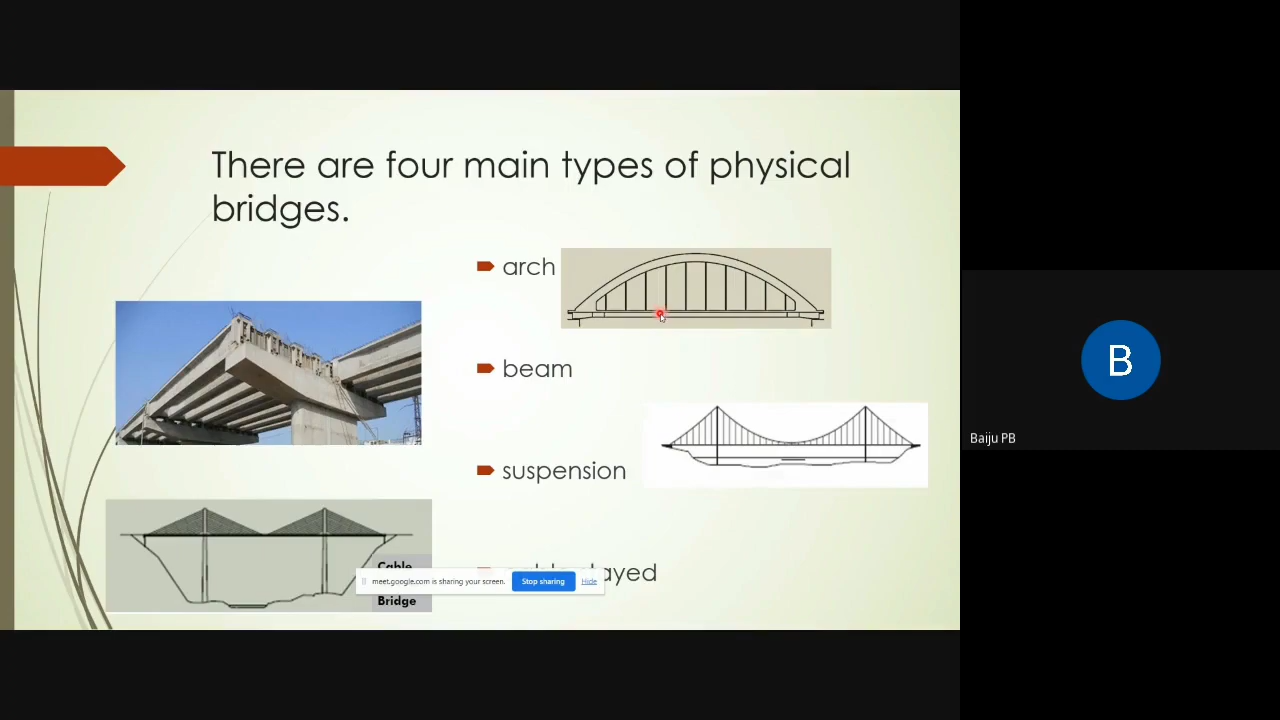 There are four main types of physical
bridges.
arch
beam
suspension
ayed
Cable
Bridge
meet.google.com is sharing your screen.
Stop sharing
Hide
B
Baiju PB